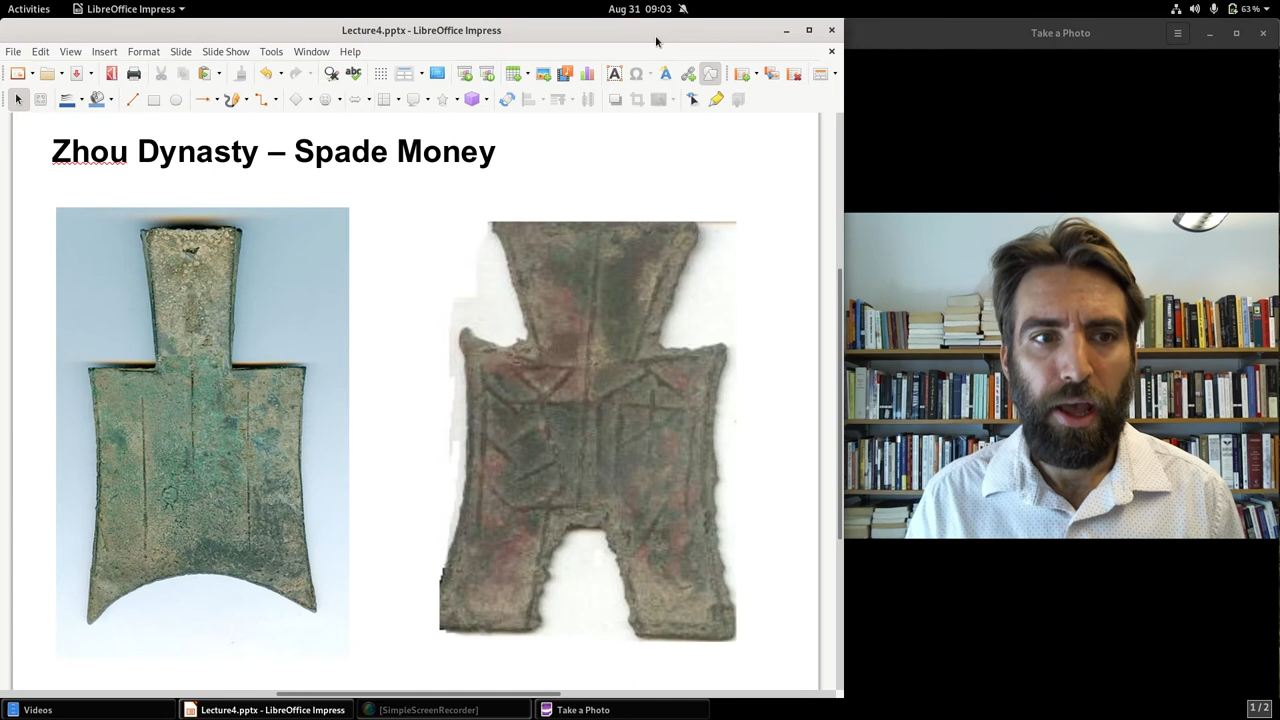 Activities
LibreOffice Impress
Aug 31 09:03
63 %
Lecture4.pptx - LibreOffice Impress
Take a Photo
File Edit View Insert Format Slide Slide Show Tools Window Help
abc
Zhou Dynasty – Spade Money
Videos
Lecture4.pptx - LibreOffice Impress
[SimpleScreenRecorder]
Take a Photo
1 / 2